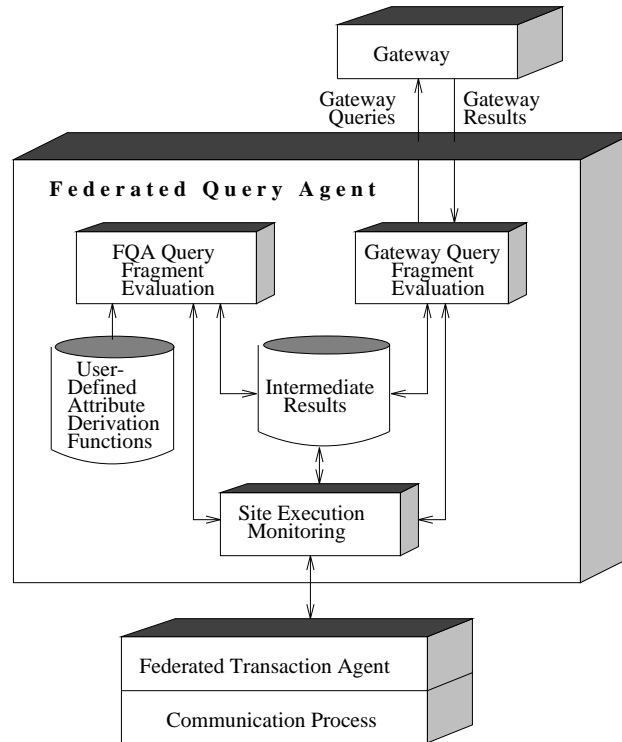 Gateway
Gateway
Queries
Gateway
Results
Federated Query Agent
FQA Query
Fragment
Evaluation
Gateway Query
Fragment
Evaluation
User-
Defined
Attribute
Derivation
Functions
Intermediate
Results
Site Execution
Monitoring
Federated Transaction Agent
Communication Process